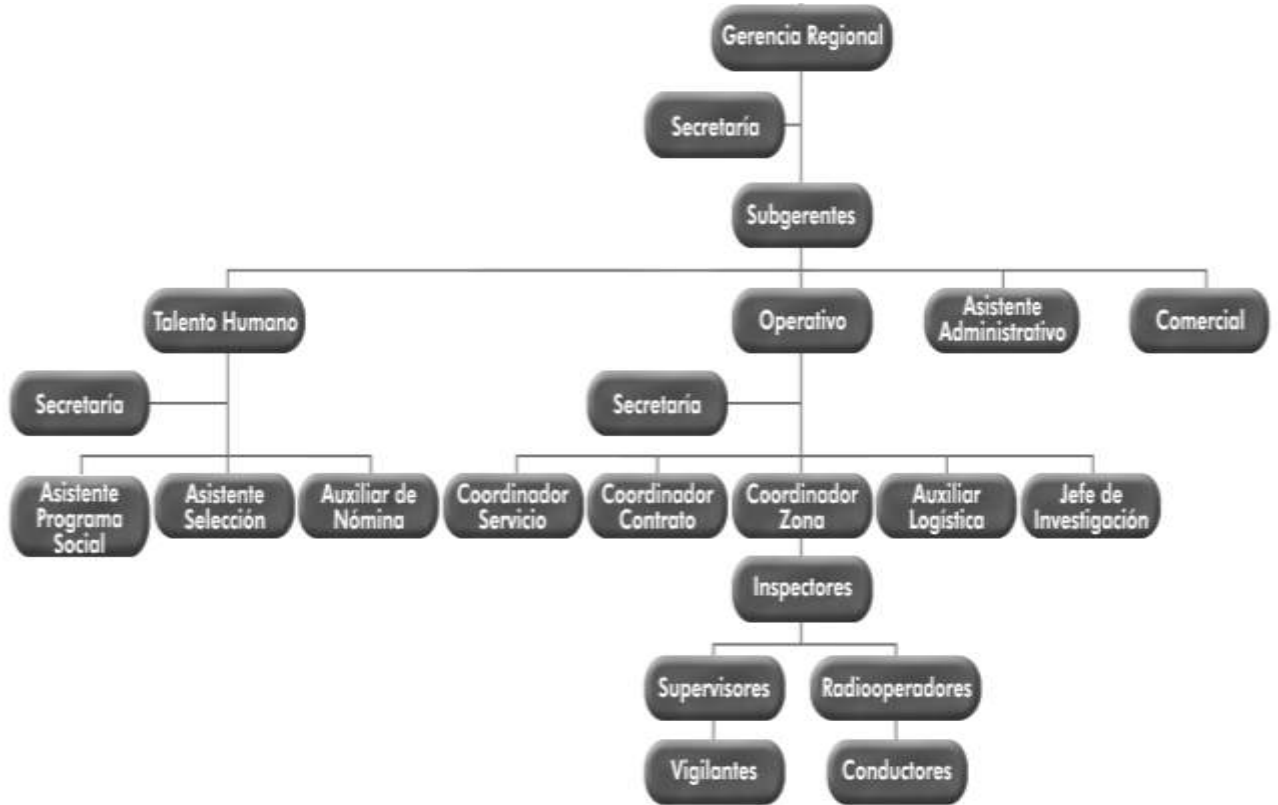 Gerencia Regional
Secretaría
Subgerentes
Talento Humano
Operativo
Asistente
Administrativo
Comercial
Secretaría
Secretaría
Asistente
Programa
Social
Asistente
Selección
Auxiliar de
Nómina
Coordinador
Servicio
Coordinador
Contrato
Coordinador
Zona
Auxiliar
Logística
Jefe de
Investigación
Inspectores
Supervisores
Radiooperadores
Vigilantes
Conductores